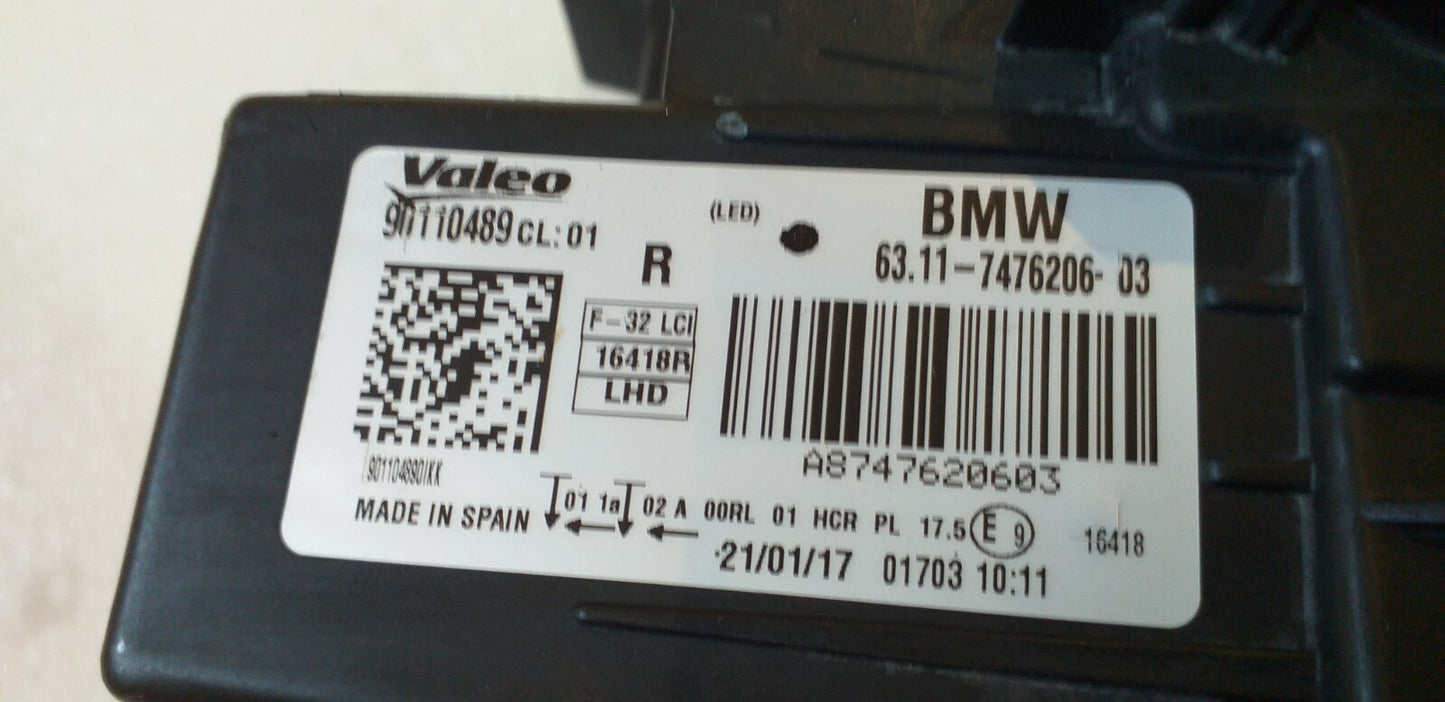 Valeo
90110489 CL: 01
(LED)
BMW
63.11-7476206-03
R
F-32 LCI
16418R
LHD
A8747620603
MADE IN SPAIN
01 1a 02 A 00RL 01 HCR PL 17.5 E 9 16418
21/01/17 01703 10:11